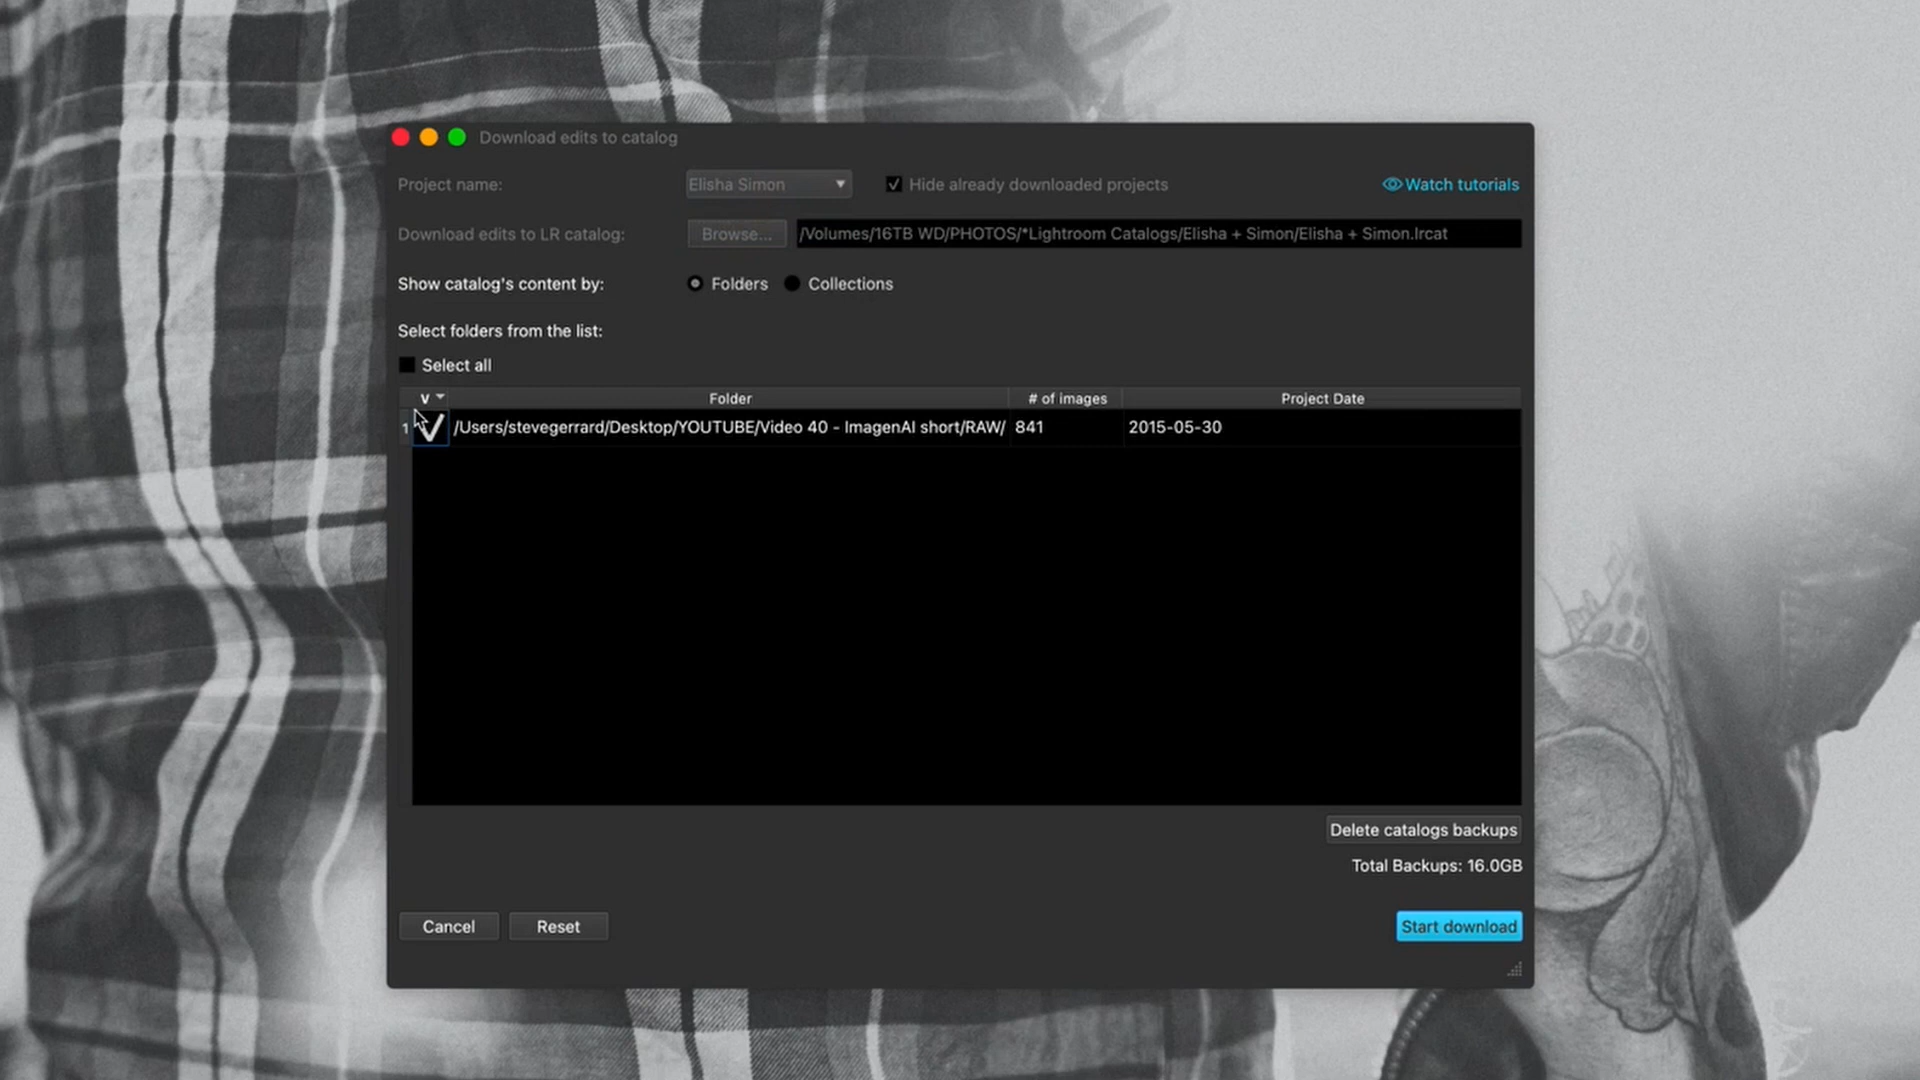 Download edits to catalog
Project name:
Elisha Simon
Hide already downloaded projects
Watch tutorials
Download edits to LR catalog:
Browse...
/Volumes/16TB WD/PHOTOS/*Lightroom Catalogs/Elisha + Simon/Elisha + Simon.lrcat
Show catalog's content by:
Folders
Collections
Select folders from the list:
Select all
v Folder # of images Project Date
1 /Users/stevegerrard/Desktop/YOUTUBE/Video 40 - ImagenAI short/RAW/ 841 2015-05-30
Delete catalogs backups
Total Backups: 16.0GB
Cancel
Reset
Start download